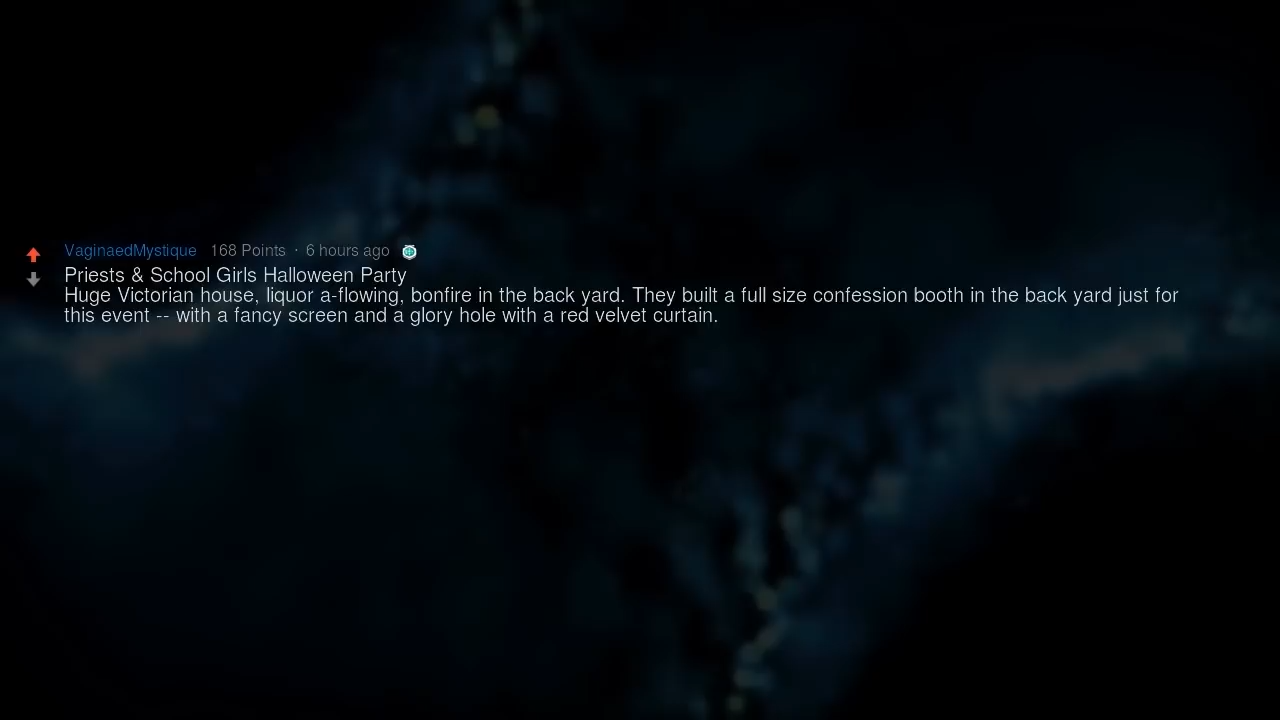 VaginaedMystique 168 Points · 6 hours ago
Priests & School Girls Halloween Party
Huge Victorian house, liquor a-flowing, bonfire in the back yard. They built a full size confession booth in the back yard just for
this event -- with a fancy screen and a glory hole with a red velvet curtain.